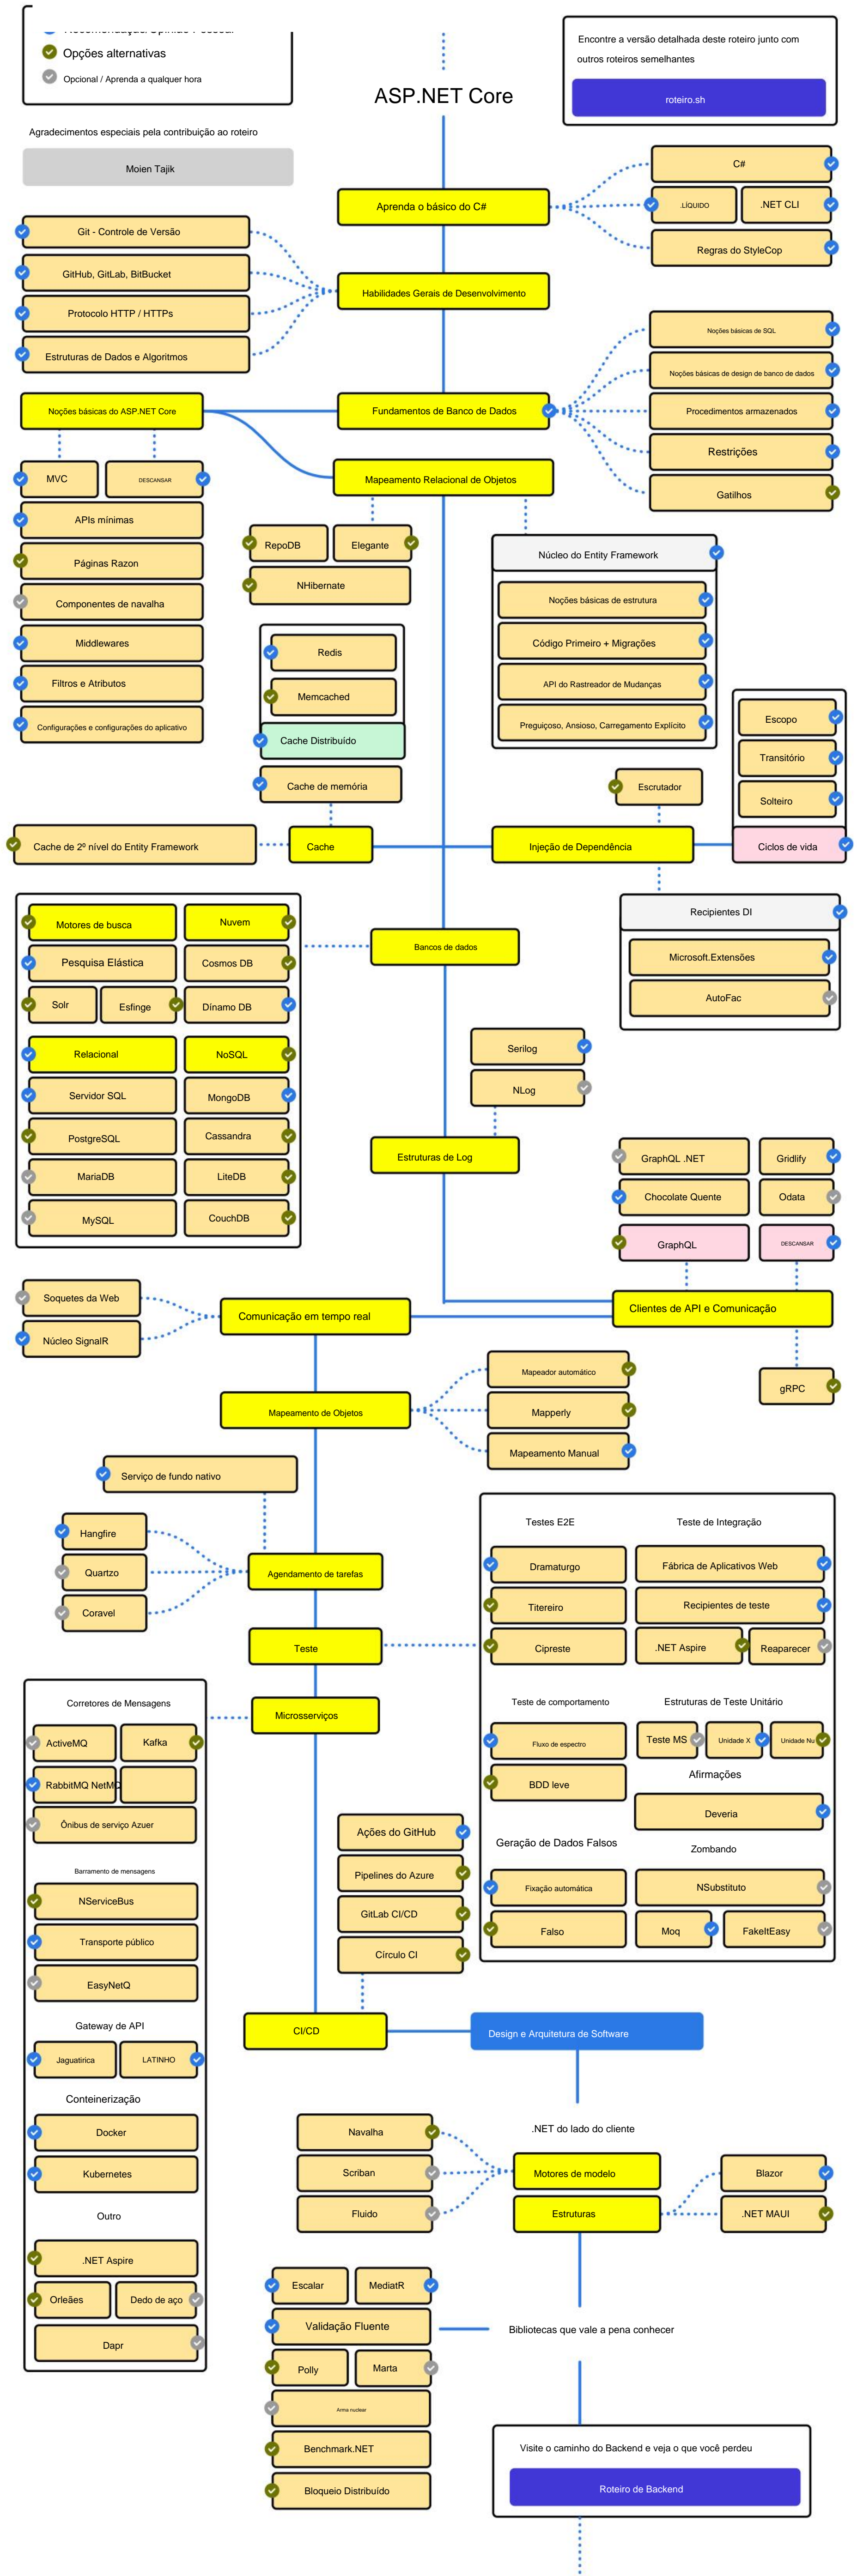 Recomendação/Opinião Pessoal
Opções alternativas
Opcional / Aprenda a qualquer hora
Encontre a versão detalhada deste roteiro junto com
outros roteiros semelhantes
roteiro.sh
ASP.NET Core
Agradecimentos especiais pela contribuição ao roteiro
Moien Tajik
Aprenda o básico do C#
C#
.LÍQUIDO
.NET CLI
Regras do StyleCop
Git - Controle de Versão
GitHub, GitLab, BitBucket
Protocolo HTTP / HTTPs
Estruturas de Dados e Algoritmos
Habilidades Gerais de Desenvolvimento
Noções básicas de SQL
Noções básicas de design de banco de dados
Procedimentos armazenados
Restrições
Gatilhos
Noções básicas do ASP.NET Core
Fundamentos de Banco de Dados
Mapeamento Relacional de Objetos
MVC
DESCANSAR
APIs mínimas
Páginas Razon
Componentes de navalha
Middlewares
Filtros e Atributos
Configurações e configurações do aplicativo
RepoDB
Elegante
NHibernate
Núcleo do Entity Framework
Noções básicas de estrutura
Código Primeiro + Migrações
API do Rastreador de Mudanças
Preguiçoso, Ansioso, Carregamento Explícito
Redis
Memcached
Cache Distribuído
Cache de memória
Escopo
Transitório
Solteiro
Ciclos de vida
Escrutador
Cache de 2º nível do Entity Framework
Cache
Injeção de Dependência
Recipientes DI
Microsoft.Extensões
AutoFac
Motores de busca
Nuvem
Pesquisa Elástica
Cosmos DB
Solr
Esfinge
Dínamo DB
Relacional
NoSQL
Servidor SQL
MongoDB
PostgreSQL
Cassandra
MariaDB
LiteDB
MySQL
CouchDB
Bancos de dados
Serilog
NLog
Estruturas de Log
GraphQL .NET
Gridlify
Chocolate Quente
Odata
GraphQL
DESCANSAR
Clientes de API e Comunicação
gRPC
Soquetes da Web
Núcleo SignalR
Comunicação em tempo real
Mapeamento de Objetos
Mapeador automático
Mapperly
Mapeamento Manual
Serviço de fundo nativo
Hangfire
Quartzo
Coravel
Agendamento de tarefas
Teste
Testes E2E
Teste de Integração
Dramaturgo
Fábrica de Aplicativos Web
Titereiro
Recipientes de teste
Cipreste
.NET Aspire
Reaparecer
Teste de comportamento
Estruturas de Teste Unitário
Fluxo de espectro
Teste MS
Unidade X
Unidade Nu
BDD leve
Afirmações
Deveria
Geração de Dados Falsos
Zombando
Fixação automática
NSubstituto
Falso
Moq
FakeItEasy
Microsserviços
Corretores de Mensagens
ActiveMQ
Kafka
RabbitMQ NetMQ
Ônibus de serviço Azuer
Barramento de mensagens
NServiceBus
Transporte público
EasyNetQ
Gateway de API
Jaguatirica
LATINHO
Conteinerização
Docker
Kubernetes
Outro
.NET Aspire
Orleães
Dedo de aço
Dapr
Ações do GitHub
Pipelines do Azure
GitLab CI/CD
Círculo CI
CI/CD
Design e Arquitetura de Software
.NET do lado do cliente
Navalha
Scriban
Fluido
Motores de modelo
Estruturas
Blazor
.NET MAUI
Escalar
MediatR
Validação Fluente
Polly
Marta
Arma nuclear
Benchmark.NET
Bloqueio Distribuído
Bibliotecas que vale a pena conhecer
Visite o caminho do Backend e veja o que você perdeu
Roteiro de Backend